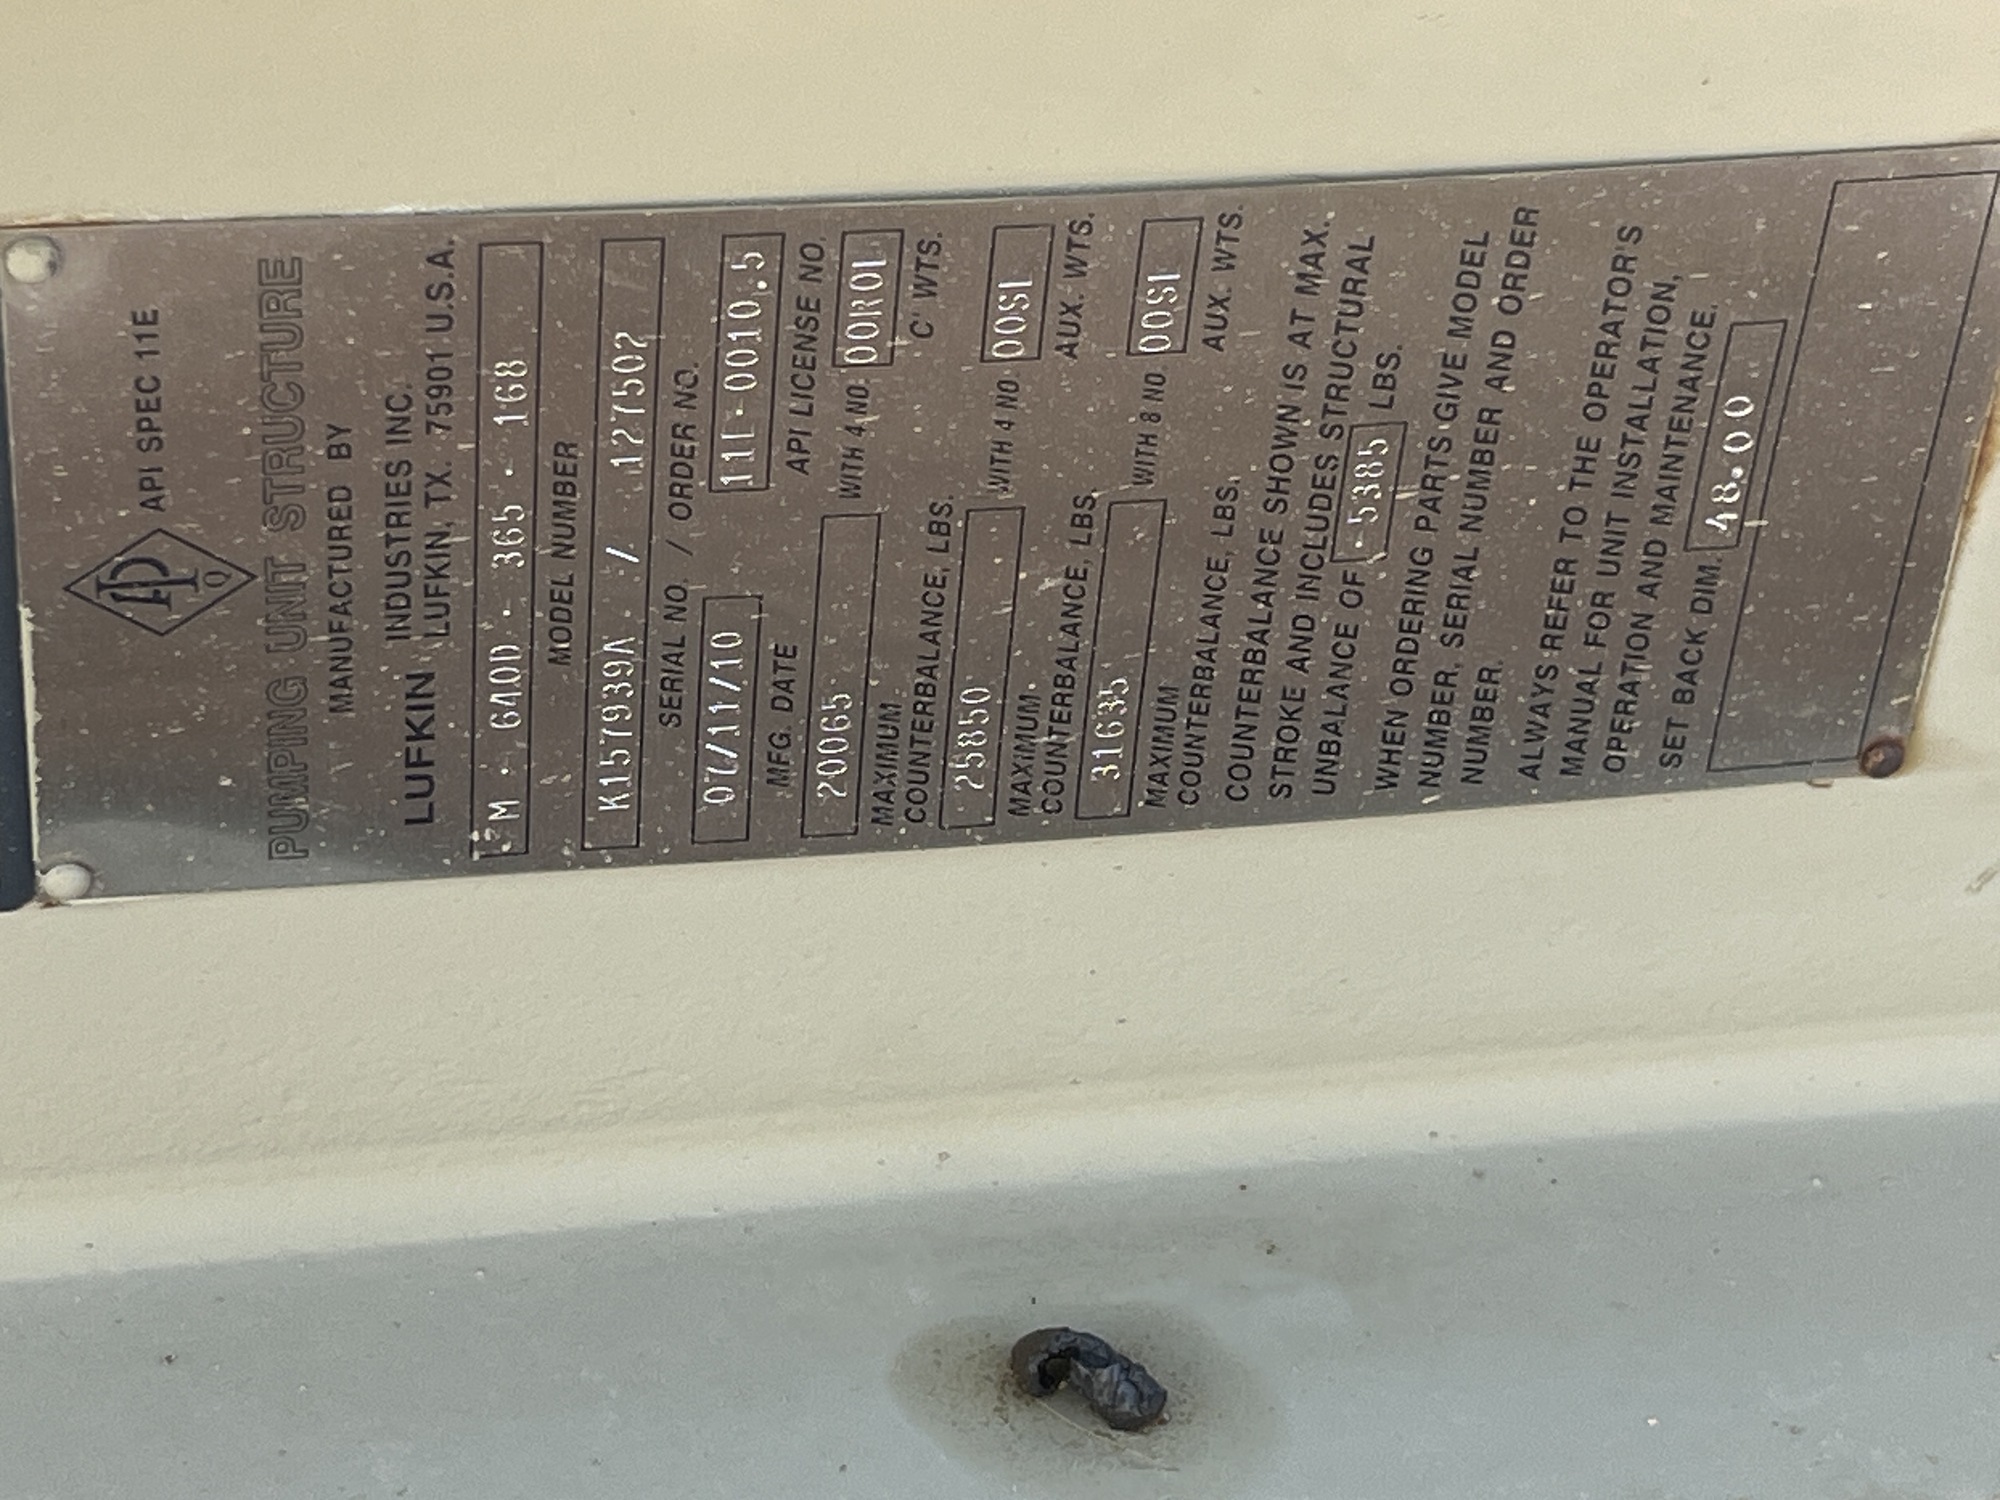 API SPEC 11E
PUMPING UNIT STRUCTURE
MANUFACTURED BY
LUFKIN INDUSTRIES INC.
LUFKIN, TX. 75901 U.S.A.
M - 640D - 365 - 168
MODEL NUMBER
K157939A / 127502
SERIAL NO. / ORDER NO.
/11/10 11E-0010.5
MFG. DATE API LICENSE NO.
20065 WITH 4 NO. OORO1
MAXIMUM C' WTS.
COUNTERBALANCE, LBS.
25850 WITH 4 NO. OOS1
MAXIMUM AUX. WTS.
COUNTERBALANCE, LBS.
31635 WITH 8 NO. OOS1
MAXIMUM AUX. WTS.
COUNTERBALANCE, LBS.
COUNTERBALANCE SHOWN IS AT MAX.
STROKE AND INCLUDES STRUCTURAL
UNBALANCE OF -5385 LBS.
WHEN ORDERING PARTS GIVE MODEL
NUMBER, SERIAL NUMBER AND ORDER
NUMBER.
ALWAYS REFER TO THE OPERATOR'S
MANUAL FOR UNIT INSTALLATION,
OPERATION AND MAINTENANCE.
SET BACK DIM. 48.00